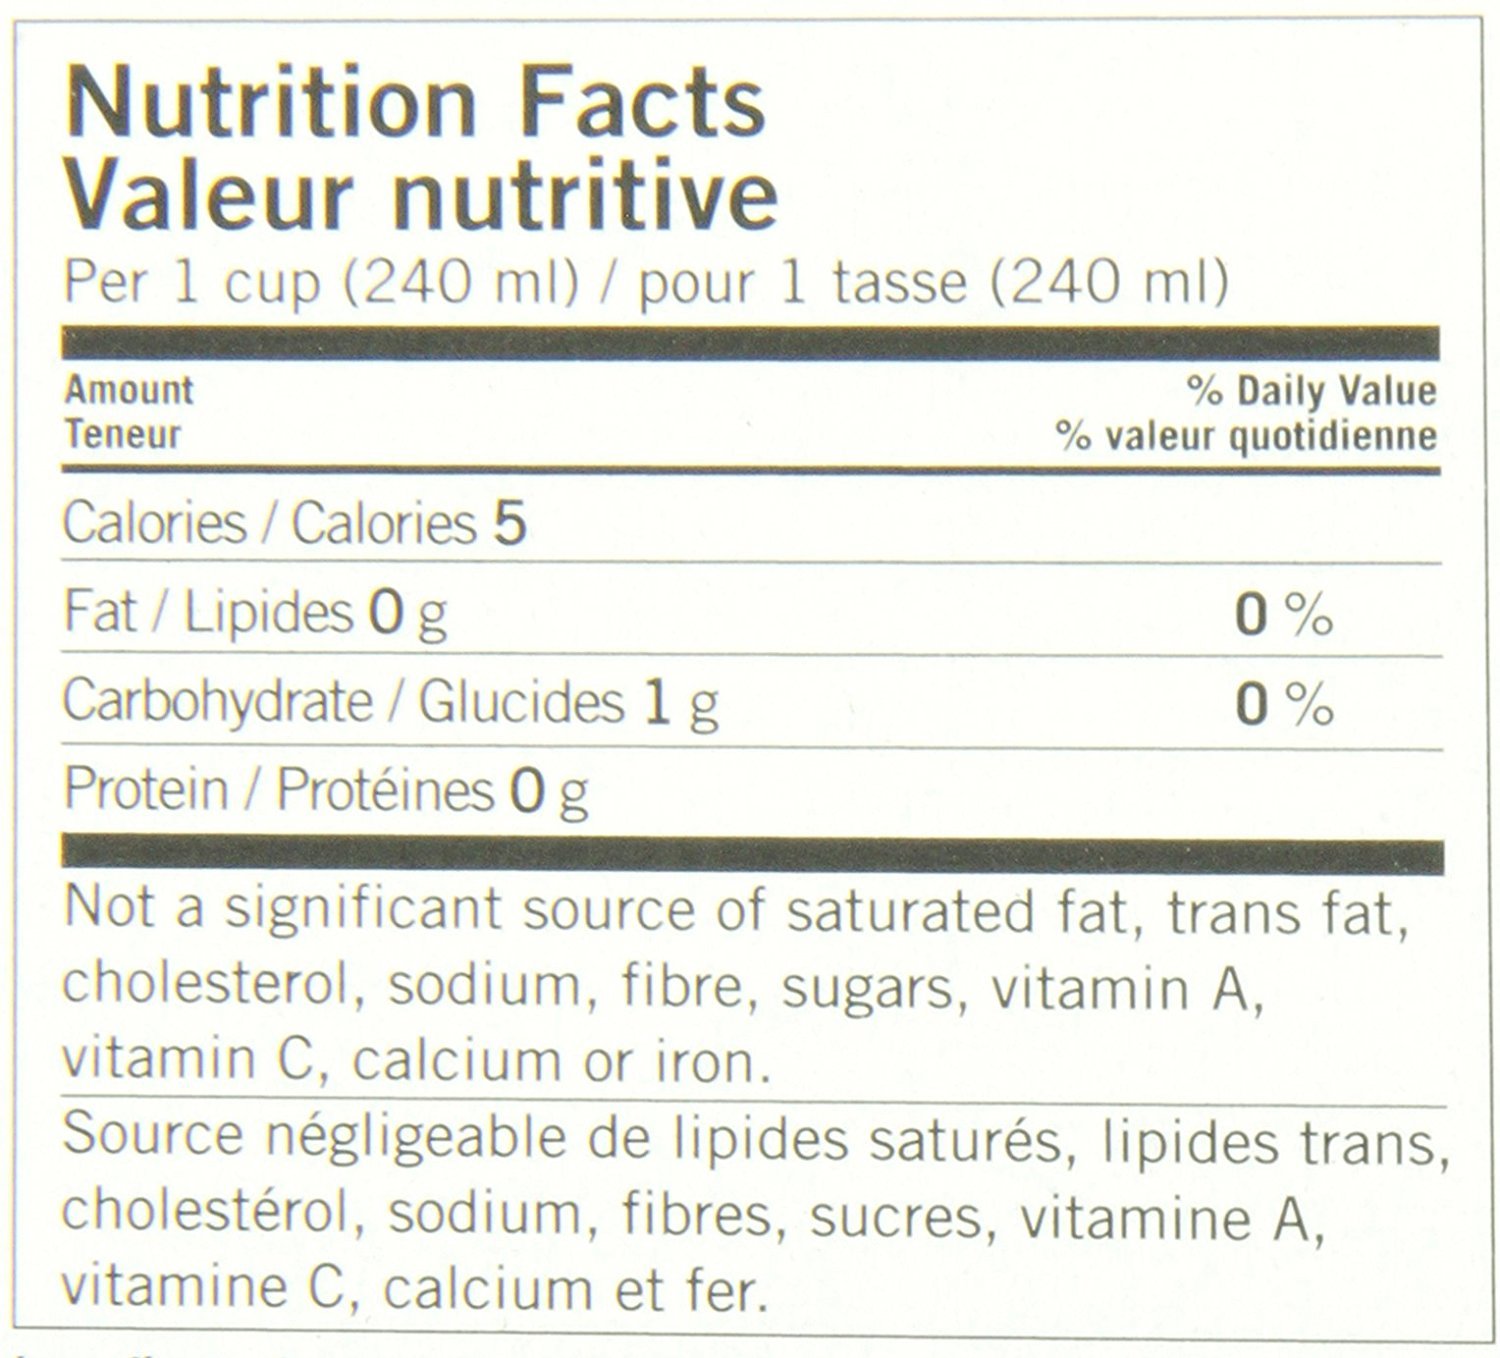 Nutrition Facts
Valeur nutritive
Per 1 cup (240 ml) / pour 1 tasse (240 ml)
Amount % Daily Value
Teneur % valeur quotidienne
Calories / Calories 5
Fat / Lipides 0 g 0 %
Carbohydrate / Glucides 1 g 0 %
Protein / Protéines 0 g
Not a significant source of saturated fat, trans fat,
cholesterol, sodium, fibre, sugars, vitamin A,
vitamin C, calcium or iron.
Source négligeable de lipides saturés, lipides trans,
cholestérol, sodium, fibres, sucres, vitamine A,
vitamine C, calcium et fer.